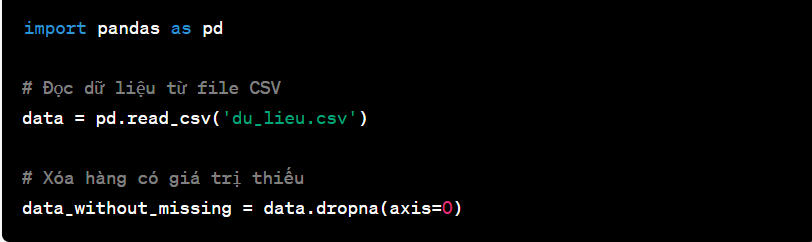 import pandas as pd
# Đọc dữ liệu từ file CSV
data = pd.read_csv('du_lieu.csv')
# Xóa hàng có giá trị thiếu
data_without_missing = data.dropna(axis=0)